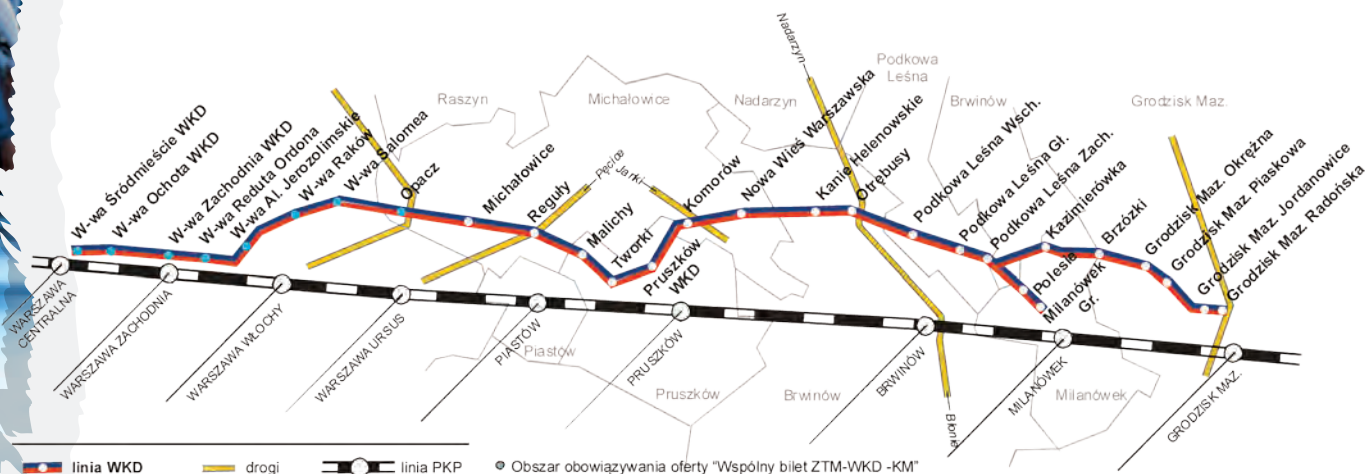 Nadarzyn
Raszyn
Michałowice
Nadarzyn
Podkowa
Leśna
Brwinów
Grodzisk Maz.
W-wa Śródmieście WKD
W-wa Ochota WKD
W-wa Zachodnia WKD
W-wa Reduta Ordona
W-wa Al. Jerozolimskie
W-wa Raków
W-wa Salomea
Opacz
Michałowice
Reguły
Pęcice
Jarki
Malichy
Tworki
Pruszków
WKD
Komorów
Nowa Wieś Warszawska
Kanie Helenowskie
Otrębusy
Podkowa Leśna Wsch.
Podkowa Leśna Gł.
Podkowa Leśna Zach.
Kazimierówka
Brzózki
Grodzisk Maz. Okrężna
Grodzisk Maz. Piaskowa
Grodzisk Maz. Jordanowice
Grodzisk Maz. Radońska
Polesie
Milanówek
Gr.
WARSZAWA
CENTRALNA
WARSZAWA ZACHODNIA
WARSZAWA WŁOCHY
WARSZAWA URSUS
PIASTÓW
PRUSZKÓW
BRWINÓW
MILANÓWEK
GRODZISK MAZ.
Piastów
Pruszków
Brwinów
Milanówek
Błonie
linia WKD
drogi
linia PKP
Obszar obowiązywania oferty "Wspólny bilet ZTM-WKD -KM"